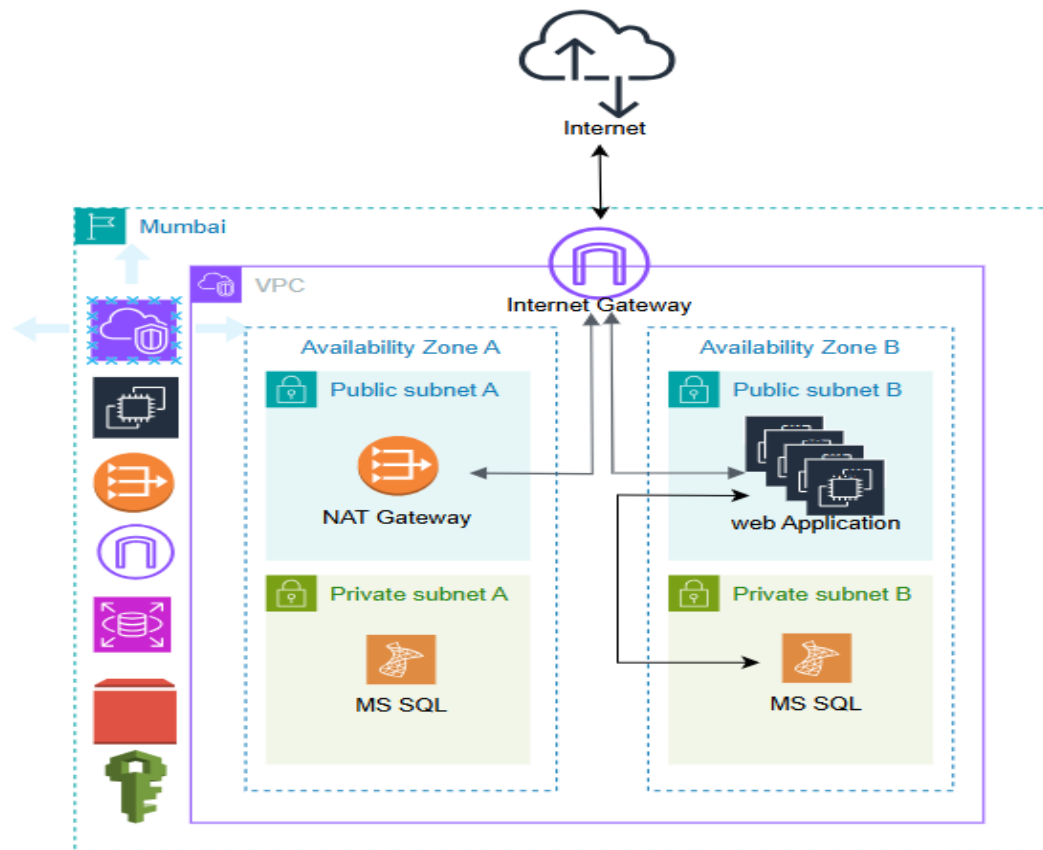 Internet
Mumbai
VPC
Internet Gateway
Availability Zone A
Availability Zone B
Public subnet A
Public subnet B
NAT Gateway
web Application
Private subnet A
Private subnet B
MS SQL
MS SQL